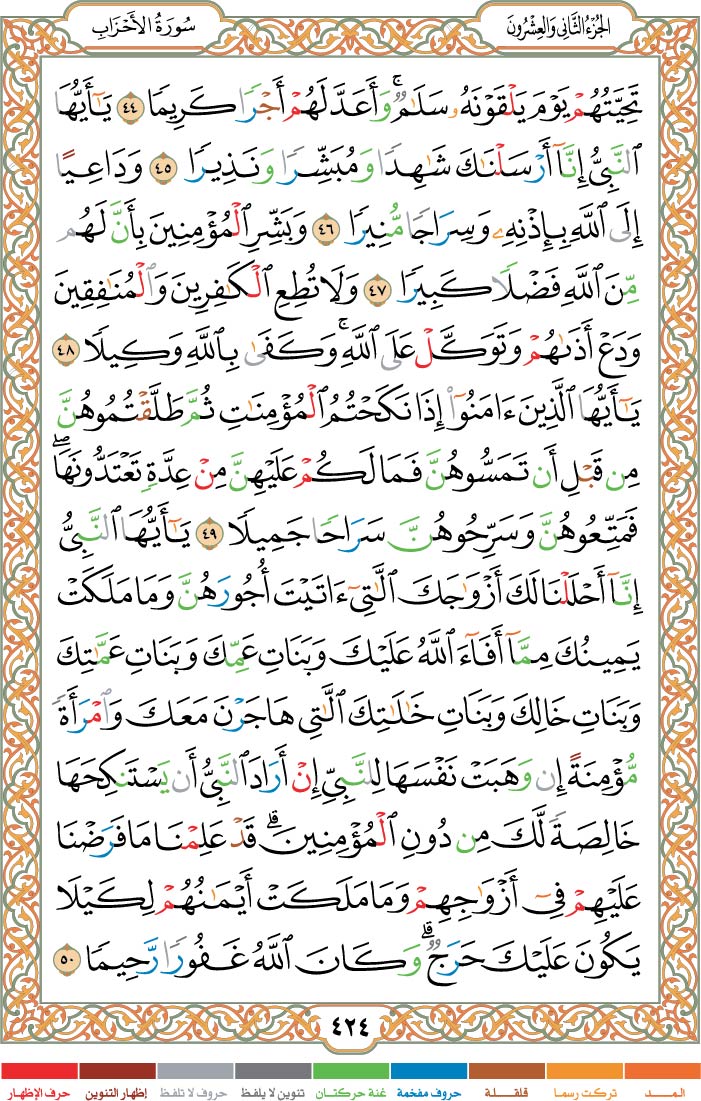 الجُزْءُ الثَّانِي وَالعِشْرُونَ
سُورَةُ الأَحْزَابِ
تَحِيَّتُهُمْ يَوْمَ يَلْقَوْنَهُۥ سَلَٰمٌۚ وَأَعَدَّ لَهُمْ أَجْرًا كَرِيمًا ٤٤ يَٰٓأَيُّهَا
ٱلنَّبِيُّ إِنَّآ أَرْسَلْنَٰكَ شَٰهِدًا وَمُبَشِّرًا وَنَذِيرًا ٤٥ وَدَاعِيًا
إِلَى ٱللَّهِ بِإِذْنِهِۦ وَسِرَاجًا مُّنِيرًا ٤٦ وَبَشِّرِ ٱلْمُؤْمِنِينَ بِأَنَّ لَهُم
مِّنَ ٱللَّهِ فَضْلًا كَبِيرًا ٤٧ وَلَا تُطِعِ ٱلْكَٰفِرِينَ وَٱلْمُنَٰفِقِينَ
وَدَعْ أَذَىٰهُمْ وَتَوَكَّلْ عَلَى ٱللَّهِۚ وَكَفَىٰ بِٱللَّهِ وَكِيلًا ٤٨
يَٰٓأَيُّهَا ٱلَّذِينَ ءَامَنُوٓا۟ إِذَا نَكَحْتُمُ ٱلْمُؤْمِنَٰتِ ثُمَّ طَلَّقْتُمُوهُنَّ
مِن قَبْلِ أَن تَمَسُّوهُنَّ فَمَا لَكُمْ عَلَيْهِنَّ مِنْ عِدَّةٍ تَعْتَدُّونَهَاۖ
فَمَتِّعُوهُنَّ وَسَرِّحُوهُنَّ سَرَاحًا جَمِيلًا ٤٩ يَٰٓأَيُّهَا ٱلنَّبِيُّ
إِنَّآ أَحْلَلْنَا لَكَ أَزْوَٰجَكَ ٱلَّٰتِيٓ ءَاتَيْتَ أُجُورَهُنَّ وَمَا مَلَكَتْ
يَمِينُكَ مِمَّآ أَفَآءَ ٱللَّهُ عَلَيْكَ وَبَنَاتِ عَمِّكَ وَبَنَاتِ عَمَّٰتِكَ
وَبَنَاتِ خَالِكَ وَبَنَاتِ خَٰلَٰتِكَ ٱلَّٰتِي هَاجَرْنَ مَعَكَ وَٱمْرَأَةً
مُّؤْمِنَةً إِن وَهَبَتْ نَفْسَهَا لِلنَّبِيِّ إِنْ أَرَادَ ٱلنَّبِيُّ أَن يَسْتَنكِحَهَا
خَالِصَةً لَّكَ مِن دُونِ ٱلْمُؤْمِنِينَۗ قَدْ عَلِمْنَا مَا فَرَضْنَا
عَلَيْهِمْ فِيٓ أَزْوَٰجِهِمْ وَمَا مَلَكَتْ أَيْمَٰنُهُمْ لِكَيْلَا
يَكُونَ عَلَيْكَ حَرَجٌۗ وَكَانَ ٱللَّهُ غَفُورًا رَّحِيمًا ٥٠
٤٢٤
المـــد
تركت رسما
قلقـــلة
حروف مفخمة
غنة حركتان
تنوين لا يلفظ
حروف لا تلفظ
إظهار التنوين
حرف الإظهار